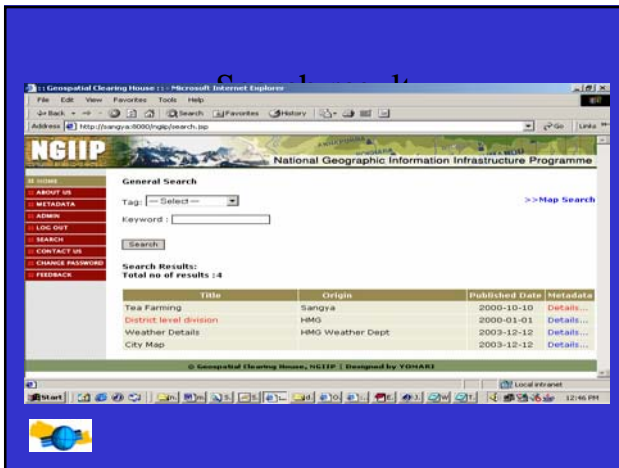 Search result
:: Geospatial Clearing House :: - Microsoft Internet Explorer
File Edit View Favorites Tools Help
Back Search Favorites History
Address http://sangya:8080/ngiip/search.jsp Go Links
NGIIP
National Geographic Information Infrastructure Programme
HOME
ABOUT US
METADATA
ADMIN
LOG OUT
SEARCH
CONTACT US
CHANGE PASSWORD
FEEDBACK
General Search
>>Map Search
Tag: --Select--
Keyword :
Search
Search Results:
Total no of results :4
Title Origin Published Date Metadata
Tea Farming Sangya 2000-10-10 Details...
District level division HMG 2000-01-01 Details...
Weather Details HMG Weather Dept 2003-12-12 Details...
City Map 2003-12-12 Details...
© Geospatial Clearing House, NGIIP | Designed by YOMARI
Local intranet
Start 12:46 PM